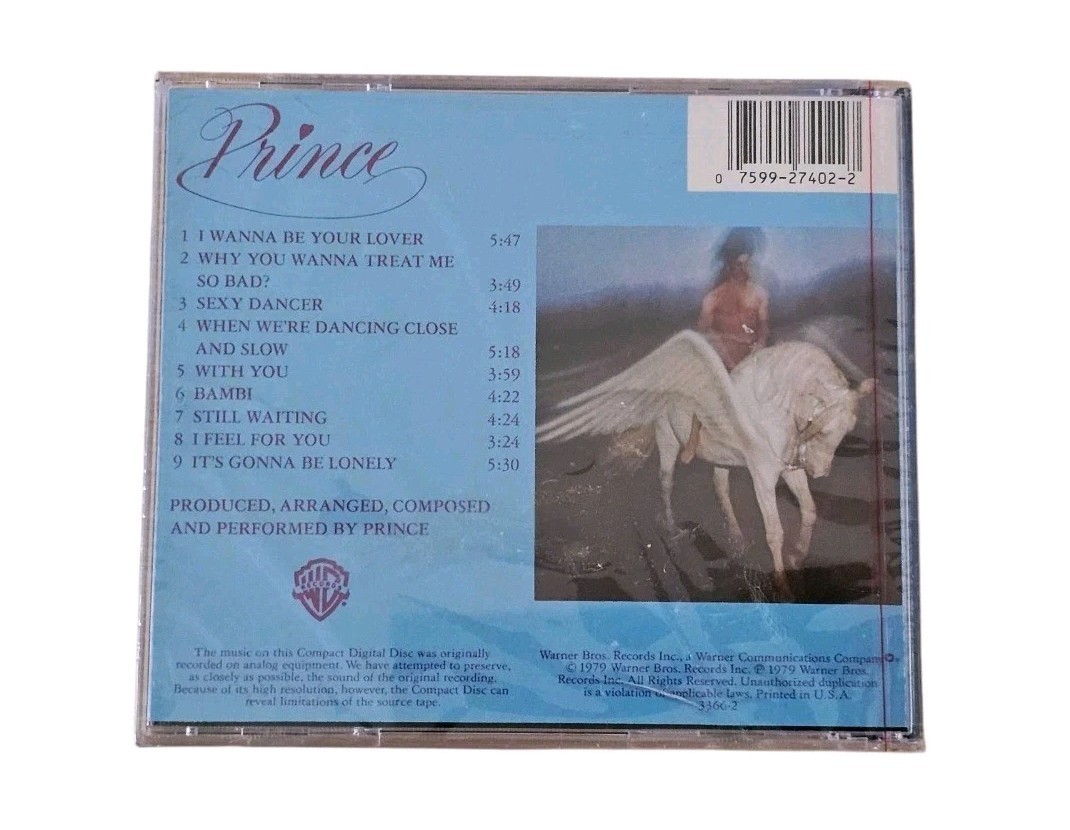 Prince
0 7599-27402-2
1 I WANNA BE YOUR LOVER 5:47
2 WHY YOU WANNA TREAT ME
SO BAD? 3:49
3 SEXY DANCER 4:18
4 WHEN WE'RE DANCING CLOSE
AND SLOW 5:18
5 WITH YOU 3:59
6 BAMBI 4:22
7 STILL WAITING 4:24
8 I FEEL FOR YOU 3:24
9 IT'S GONNA BE LONELY 5:30
PRODUCED, ARRANGED, COMPOSED
AND PERFORMED BY PRINCE
WB
RECORDS
The music on this Compact Digital Disc was originally
recorded on analog equipment. We have attempted to preserve,
as closely as possible, the sound of the original recording.
Because of its high resolution, however, the Compact Disc can
reveal limitations of the source tape.
Warner Bros. Records Inc., a Warner Communications Company
© 1979 Warner Bros. Records Inc. ℗ 1979 Warner Bros.
Records Inc. All Rights Reserved. Unauthorized duplication
is a violation of applicable laws. Printed in U.S.A.
3366-2